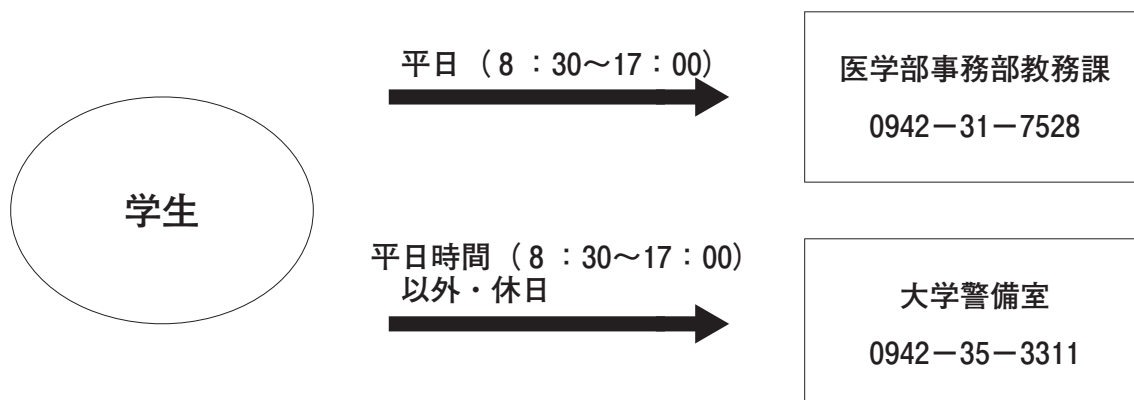 学生
平日（8：30～17：00）
医学部事務部教務課
0942－31－7528
平日時間（8：30～17：00）
以外・休日
大学警備室
0942－35－3311